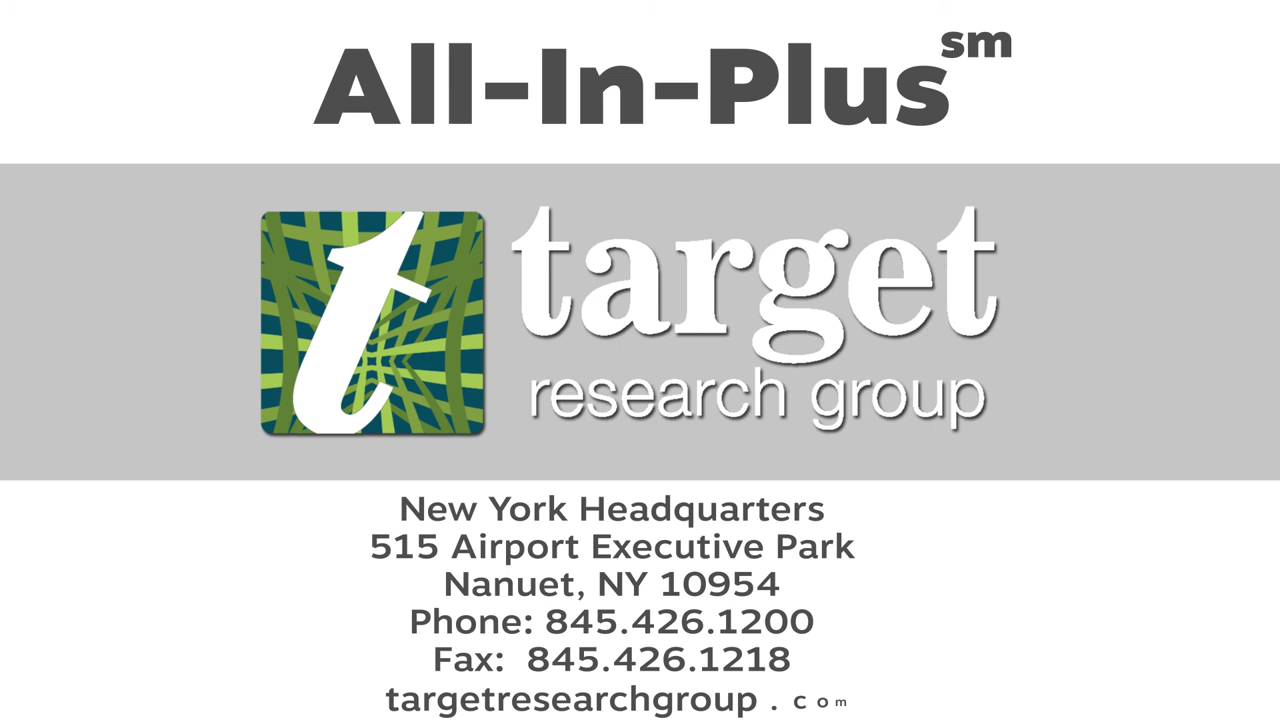 All-In-Plus sm
t target
research group
New York Headquarters
515 Airport Executive Park
Nanuet, NY 10954
Phone: 845.426.1200
Fax: 845.426.1218
targetresearchgroup . c o m